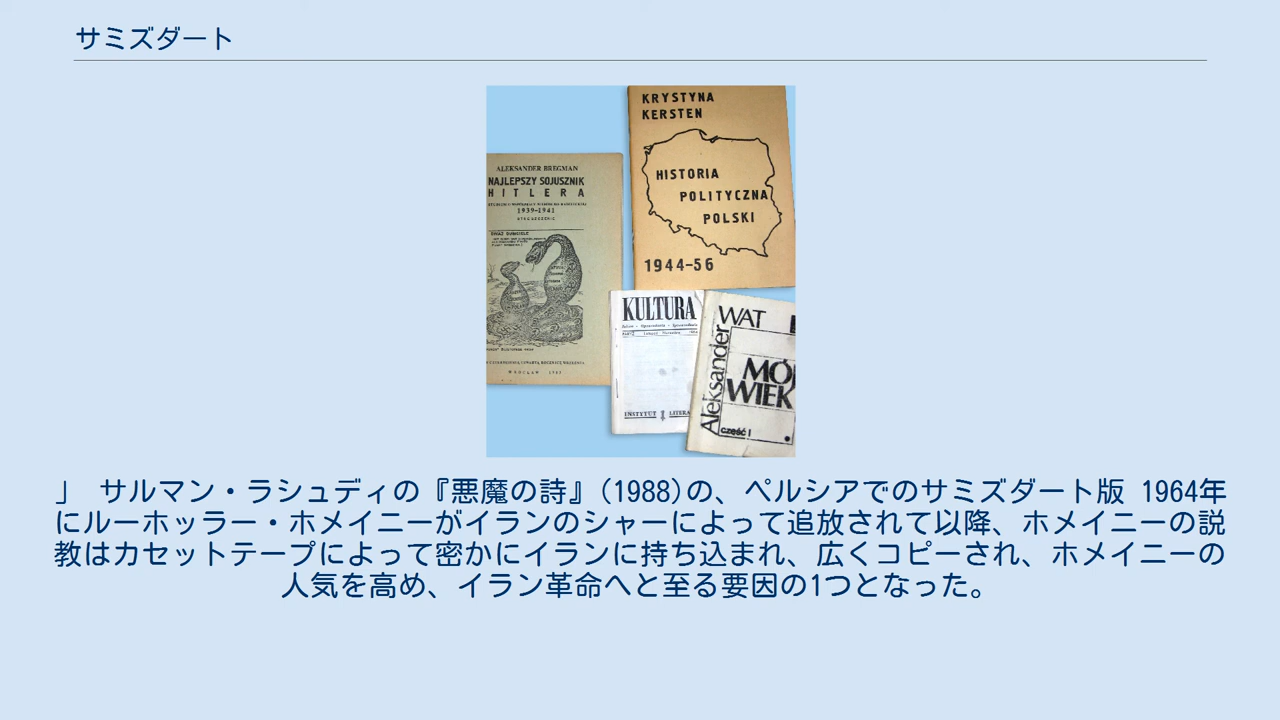 サミズダート
KRYSTYNA
KERSTEN
HISTORIA
POLITYCZNA
POLSKI
1944-56
ALEKSANDER BREGMAN
NAJLEPSZY SOJUSZNIK
HITLERA
1939-1941
KULTURA
INSTYTUT LITERA
WAT
Aleksander
MÓ
WIEK
część I
」 サルマン・ラシュディの『悪魔の詩』(1988)の、ペルシアでのサミズダート版 1964年
にルーホッラー・ホメイニーがイランのシャーによって追放されて以降、ホメイニーの説
教はカセットテープによって密かにイランに持ち込まれ、広くコピーされ、ホメイニーの
人気を高め、イラン革命へと至る要因の1つとなった。